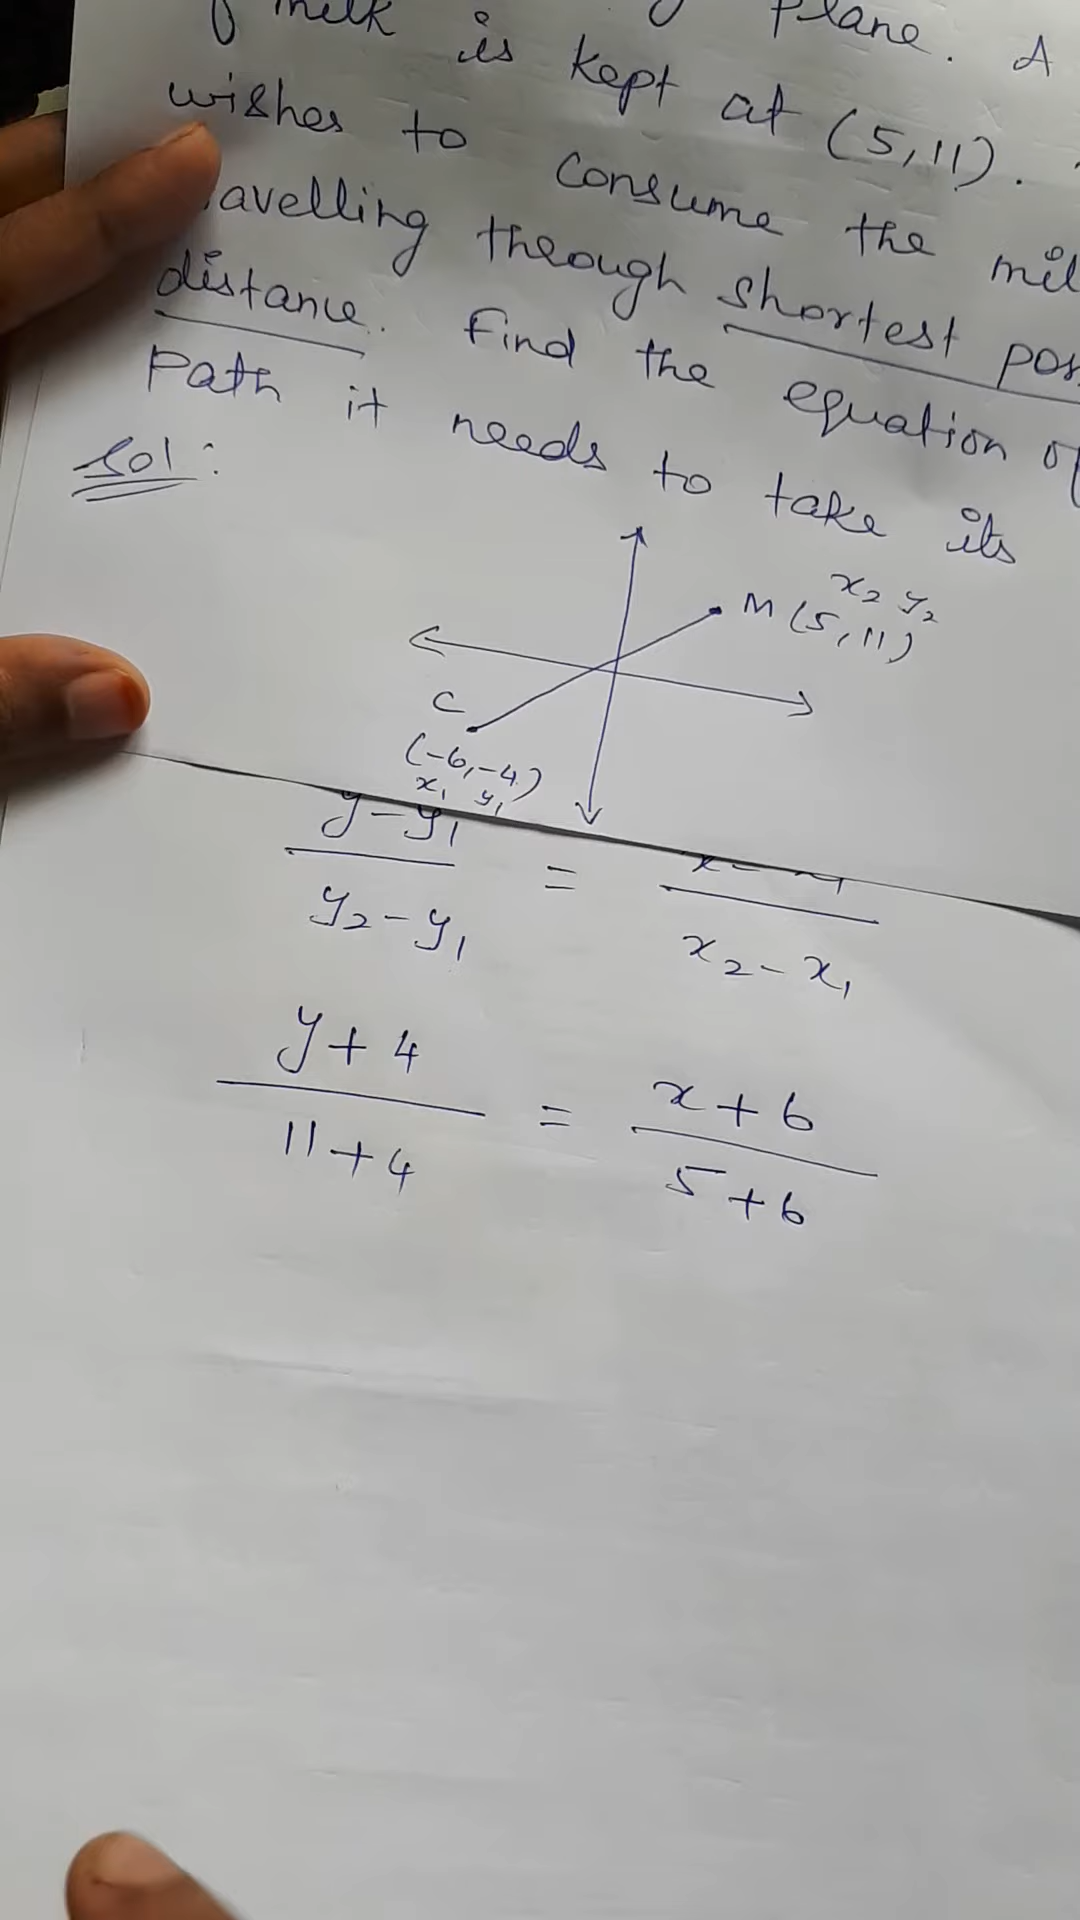 milk is kept at (5,11).
plane. A
wishes to consume the
avelling through shortest
distance. Find the equation
Path it needs to take its
Sol:
x2 y2
M (5,11)
C
(-6,-4)
x1 y1
y-y1 / y2-y1 = / x2-x1
y+4 / 11+4 = x+6 / 5+6